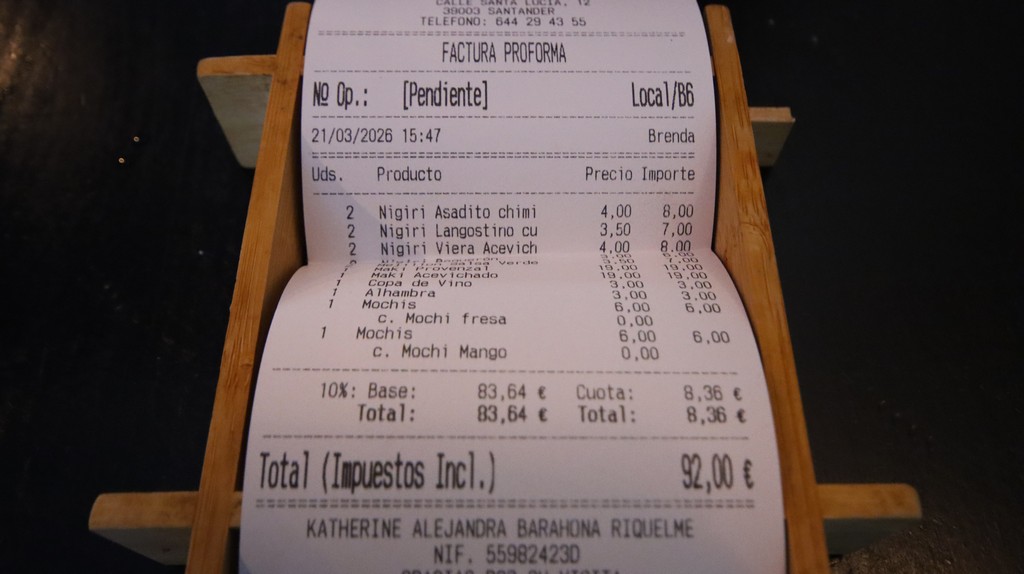 CALLE SANTA LUCIA, 12
39003 SANTANDER
TELEFONO: 644 29 43 55
FACTURA PROFORMA
Nº Op.: [Pendiente] Local/B6
21/03/2026 15:47 Brenda
Uds. Producto Precio Importe
2 Nigiri Asadito chimi 4,00 8,00
2 Nigiri Langostino cu 3,50 7,00
2 Nigiri Viera Acevich 4,00 8,00
Salsa Verde 3,50 7,00
1 Maki Provenzal 19,00 19,00
1 Maki Acevichado 19,00 19,00
1 Copa de Vino 3,00 3,00
1 Alhambra 3,00 3,00
1 Mochis 6,00 6,00
c. Mochi fresa 0,00
1 Mochis 6,00 6,00
c. Mochi Mango 0,00
10%: Base: 83,64 € Cuota: 8,36 €
Total: 83,64 € Total: 8,36 €
Total (Impuestos Incl.) 92,00 €
KATHERINE ALEJANDRA BARAHONA RIQUELME
NIF. 55982423D